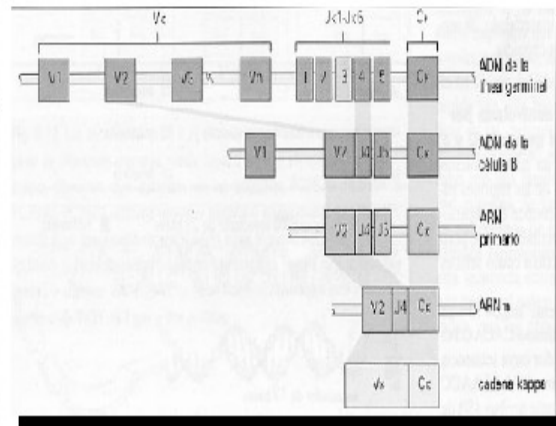 Vκ Jκ1-Jκ5 Cκ
V1 V2 V3 Vn 1 2 3 4 5 Cκ
ADN de la
línea germinal
V1 V2 J4 J5 Cκ
ADN de la
célula B
V2 J4 J5 Cκ
ARN
primario
V2 J4 Cκ
ARNm
Vκ Cκ
cadena kappa